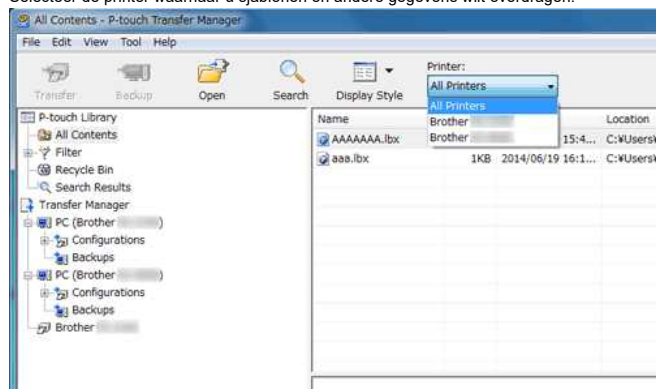 Selecteer de printer waarnaar u sjablonen en andere gegevens wilt overdragen.
All Contents - P-touch Transfer Manager
File Edit View Tool Help
Transfer Backup Open Search Display Style
Printer:
All Printers
All Printers
Brother
Brother
P-touch Library
All Contents
Filter
Recycle Bin
Search Results
Transfer Manager
PC (Brother )
Configurations
Backups
PC (Brother )
Configurations
Backups
Brother
Name Location
AAAAAAA.lbx 15:4... C:¥Users¥
aaa.lbx 1KB 2014/06/19 16:1... C:¥Users¥